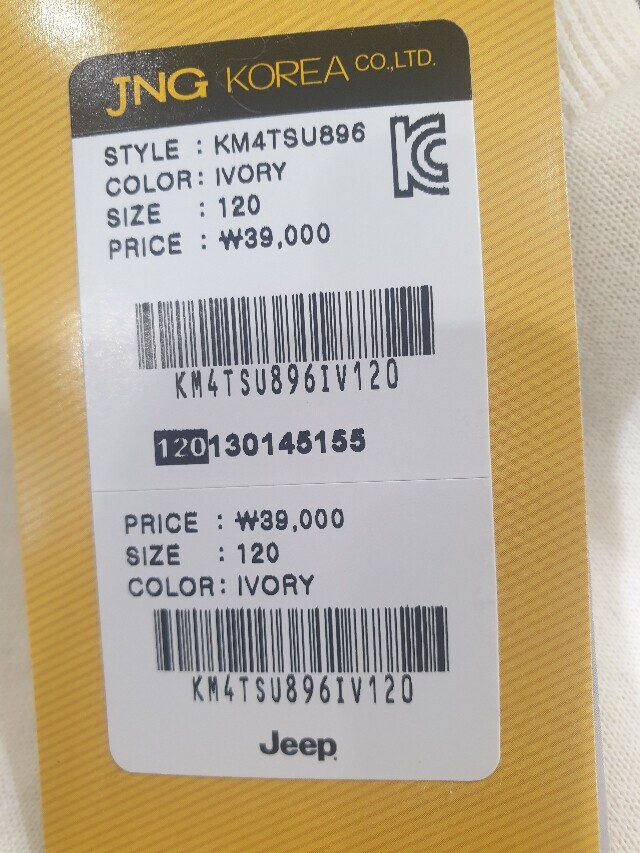 JNG KOREA CO.,LTD.
STYLE : KM4TSU896
COLOR : IVORY
SIZE : 120
PRICE : ₩39,000
KM4TSU896IV120
120130145155
PRICE : ₩39,000
SIZE : 120
COLOR : IVORY
KM4TSU896IV120
Jeep